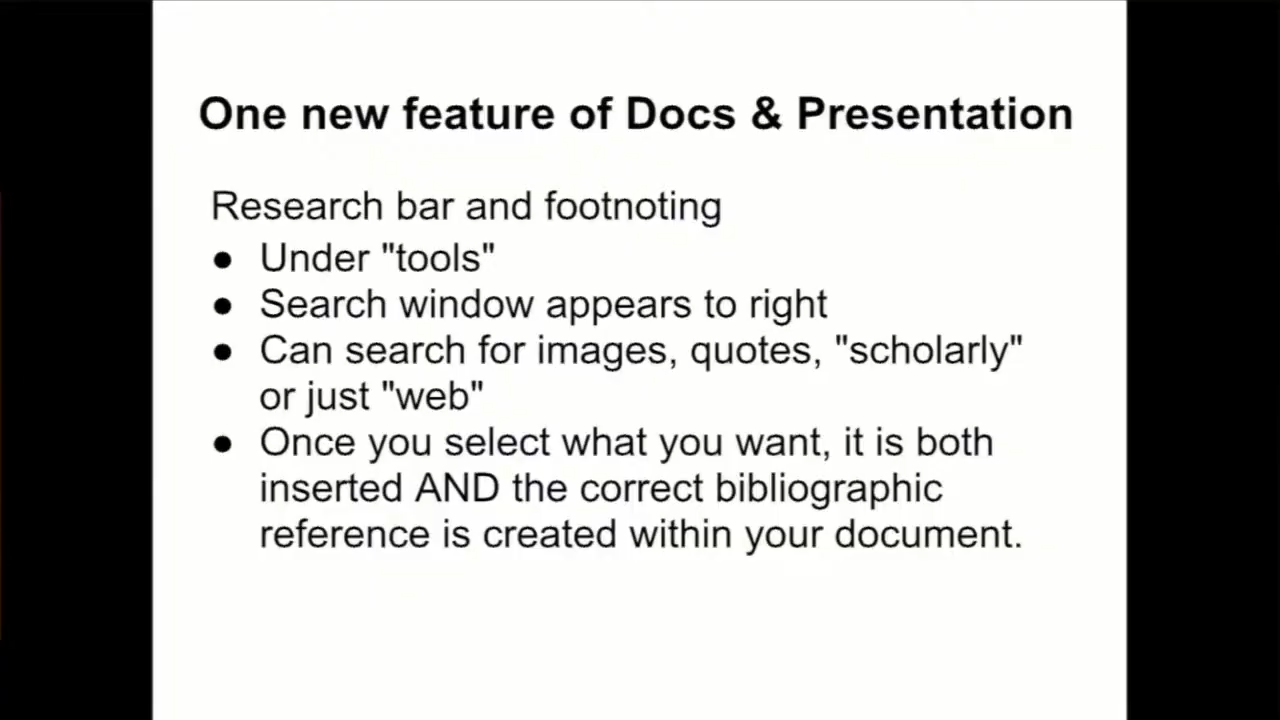 One new feature of Docs & Presentation
Research bar and footnoting
● Under "tools"
● Search window appears to right
● Can search for images, quotes, "scholarly"
or just "web"
● Once you select what you want, it is both
inserted AND the correct bibliographic
reference is created within your document.